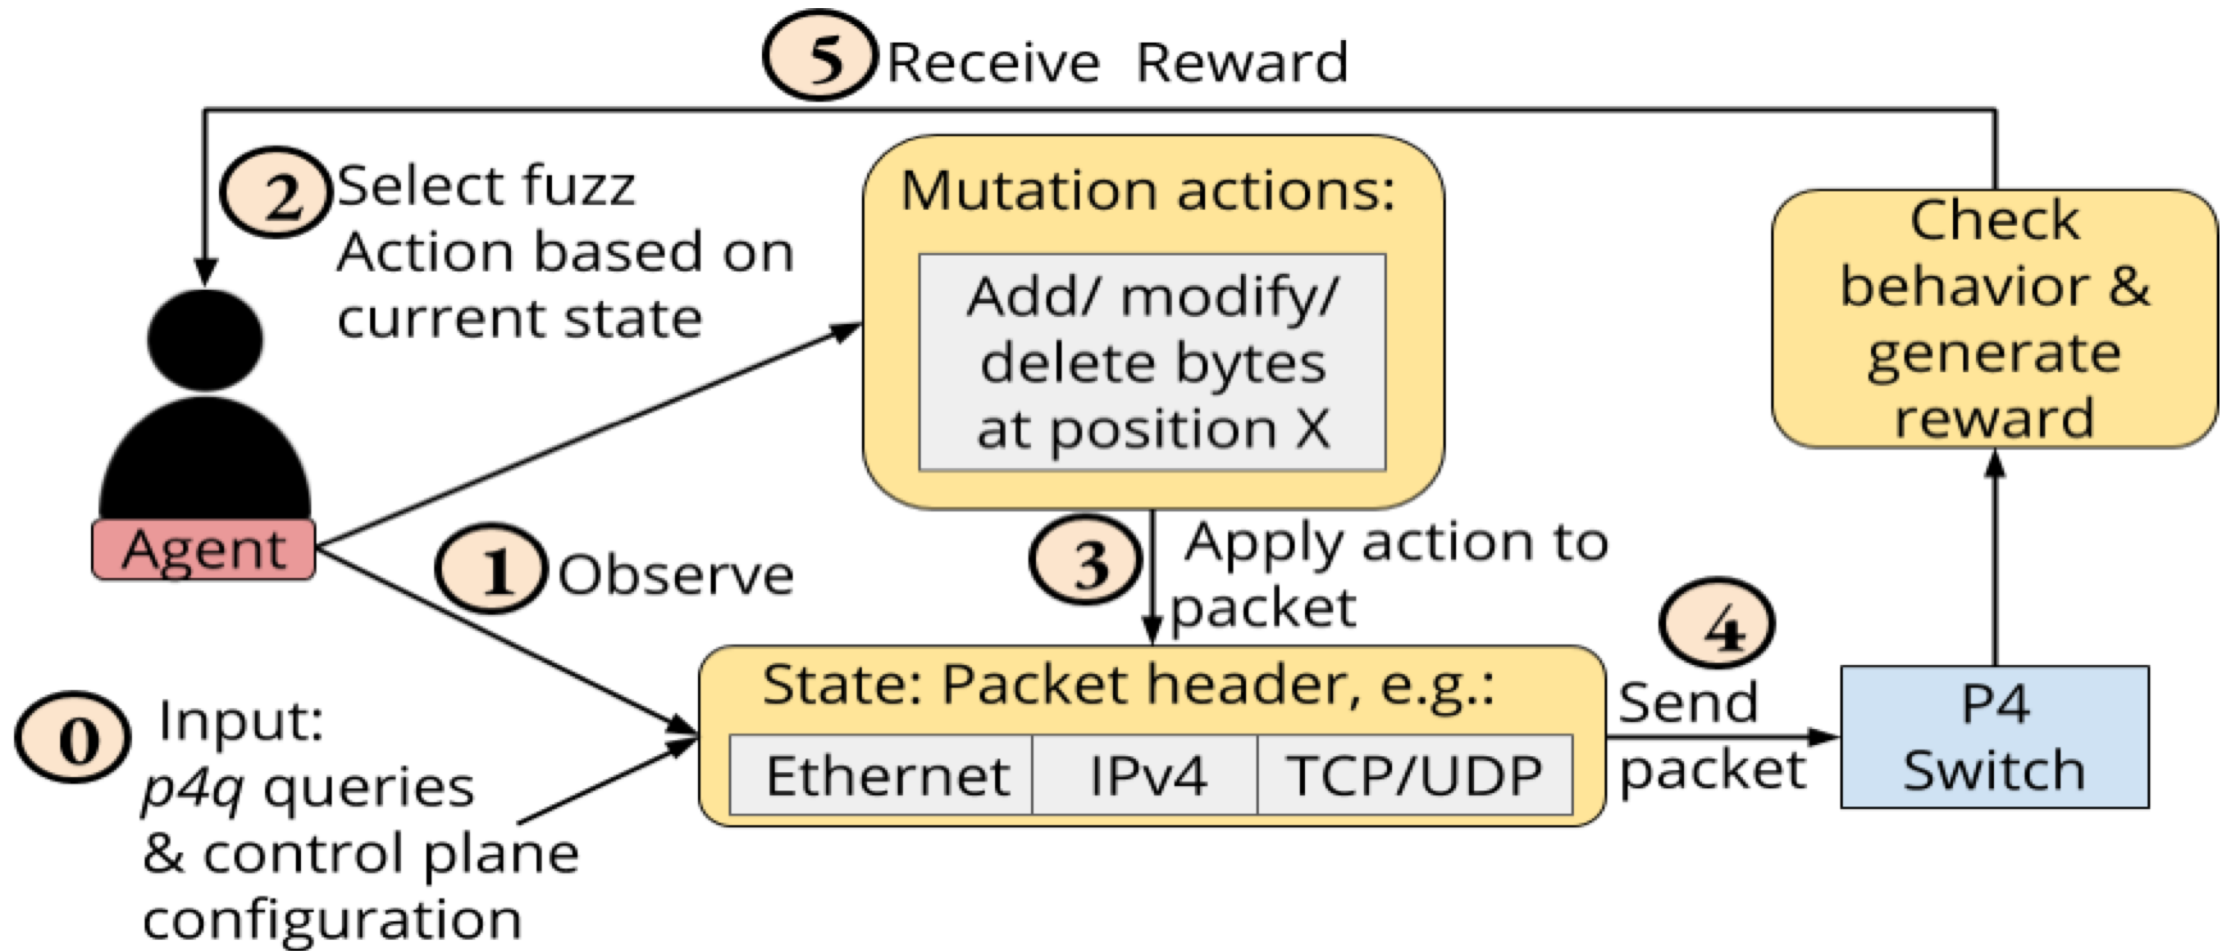 5 Receive Reward
2 Select fuzz
Action based on
current state
Mutation actions:
Add/ modify/
delete bytes
at position X
Check
behavior &
generate
reward
Agent
1 Observe
3 Apply action to
packet
4
Send
packet
0 Input:
p4q queries
& control plane
configuration
State: Packet header, e.g.:
Ethernet IPv4 TCP/UDP
P4
Switch